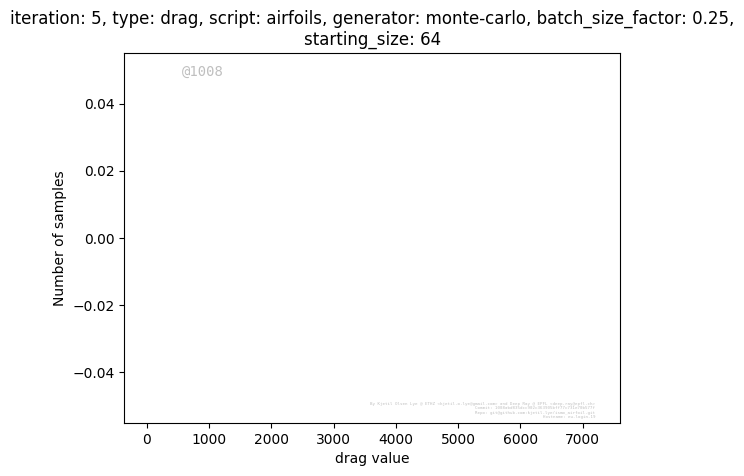 iteration: 5, type: drag, script: airfoils, generator: monte-carlo, batch_size_factor: 0.25,
starting_size: 64
@1008
0.04
0.02
0.00
−0.02
−0.04
Number of samples
0 1000 2000 3000 4000 5000 6000 7000
drag value